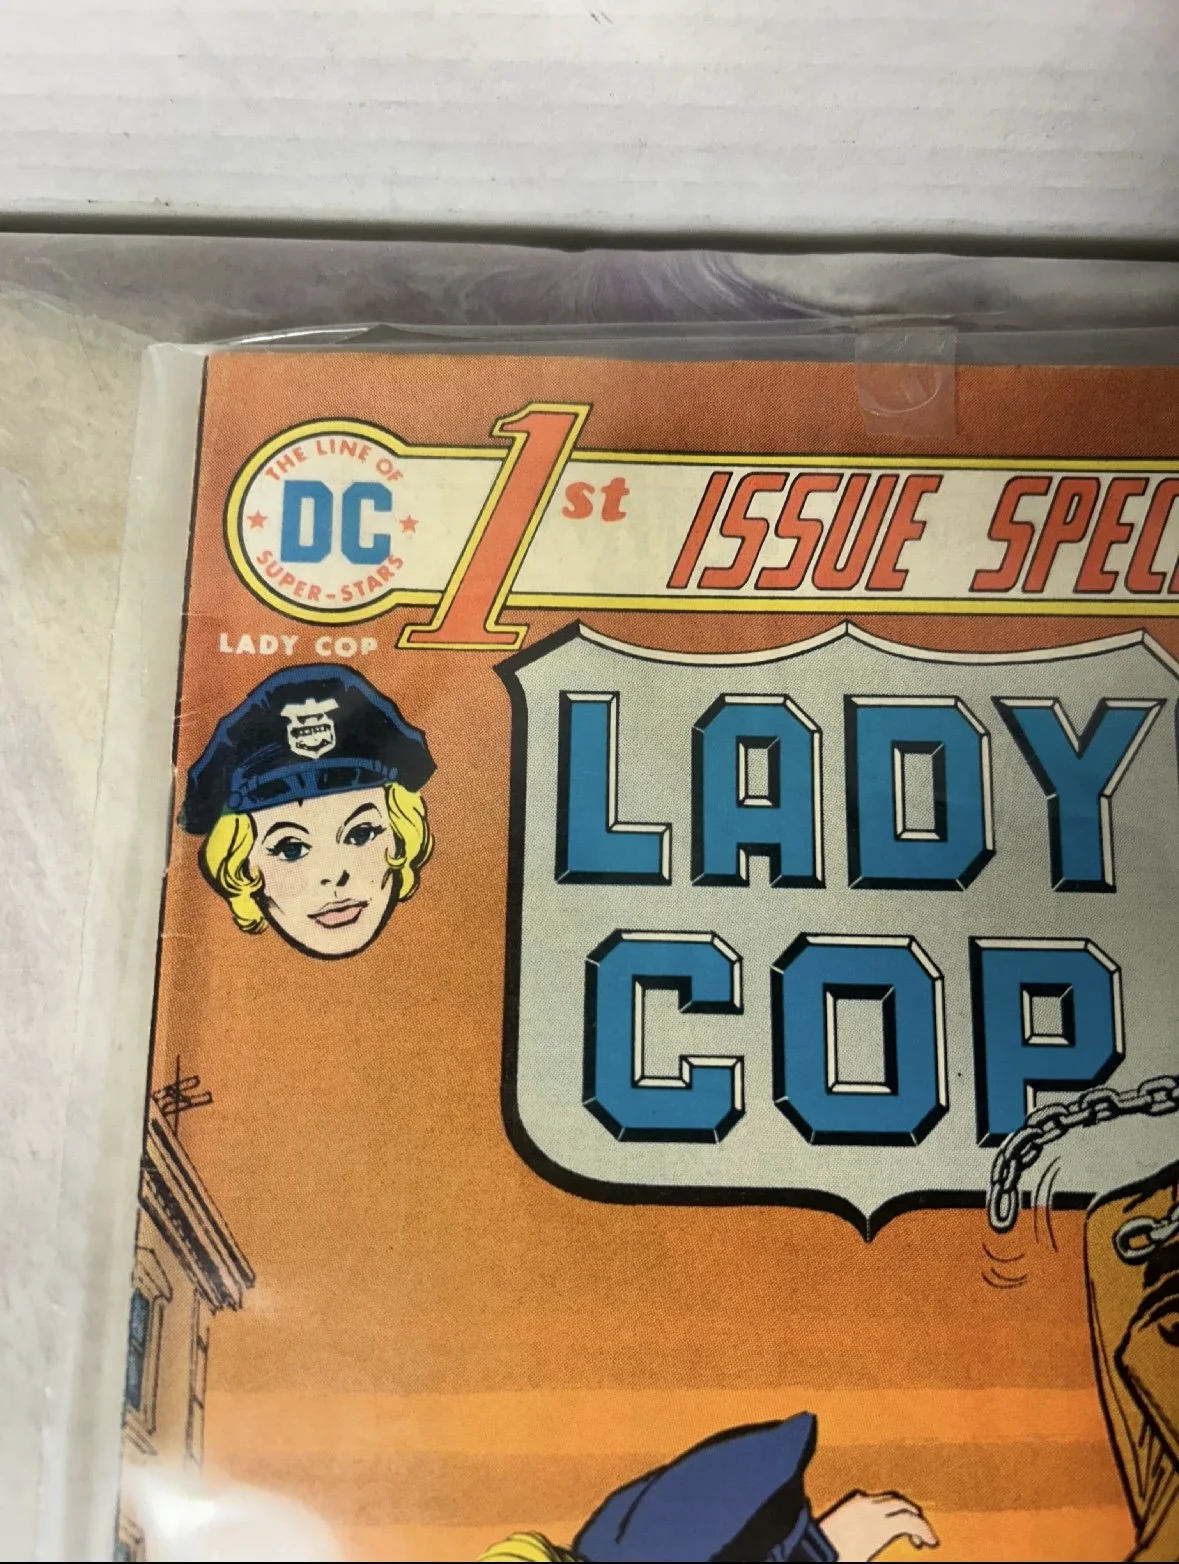 THE LINE OF
DC
SUPER-STARS
1st ISSUE SPEC
LADY COP
LADY
COP